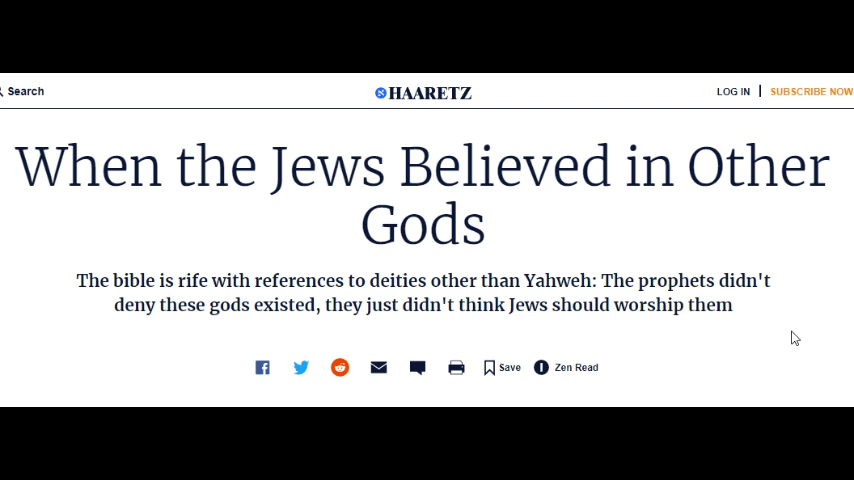 Search
HAARETZ
LOG IN | SUBSCRIBE NOW
When the Jews Believed in Other
Gods
The bible is rife with references to deities other than Yahweh: The prophets didn't
deny these gods existed, they just didn't think Jews should worship them
Save
Zen Read